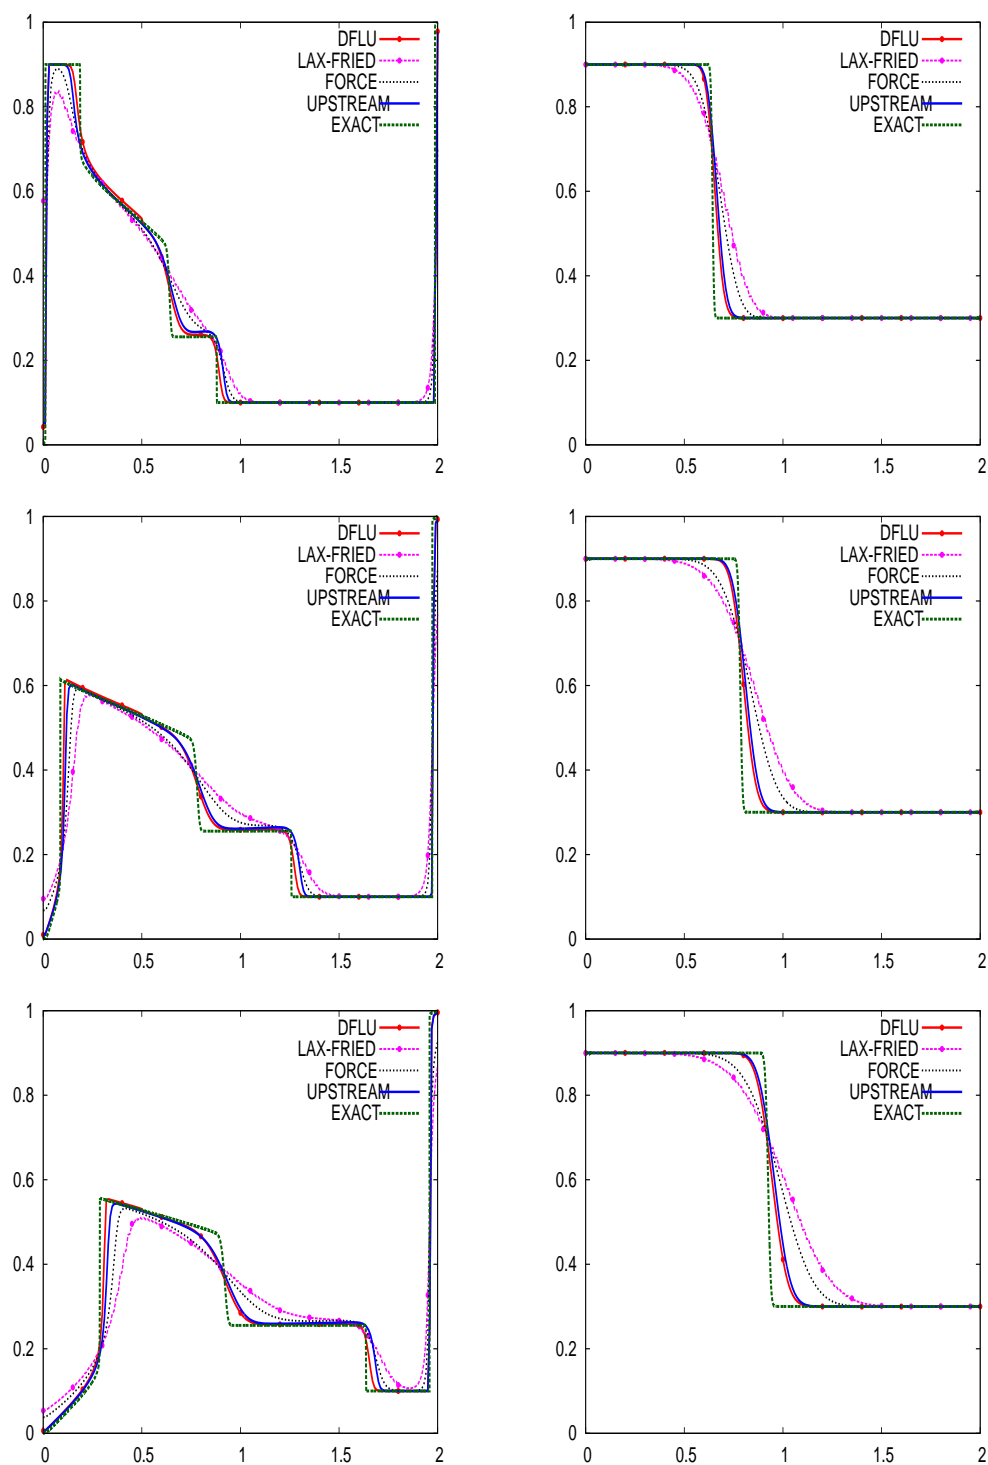 1
0.8
0.6
0.4
0.2
0
0 0.5 1 1.5 2
DFLU
LAX-FRIED
FORCE
UPSTREAM
EXACT
1
0.8
0.6
0.4
0.2
0
0 0.5 1 1.5 2
DFLU
LAX-FRIED
FORCE
UPSTREAM
EXACT
1
0.8
0.6
0.4
0.2
0
0 0.5 1 1.5 2
DFLU
LAX-FRIED
FORCE
UPSTREAM
EXACT
1
0.8
0.6
0.4
0.2
0
0 0.5 1 1.5 2
DFLU
LAX-FRIED
FORCE
UPSTREAM
EXACT
1
0.8
0.6
0.4
0.2
0
0 0.5 1 1.5 2
DFLU
LAX-FRIED
FORCE
UPSTREAM
EXACT
1
0.8
0.6
0.4
0.2
0
0 0.5 1 1.5 2
DFLU
LAX-FRIED
FORCE
UPSTREAM
EXACT